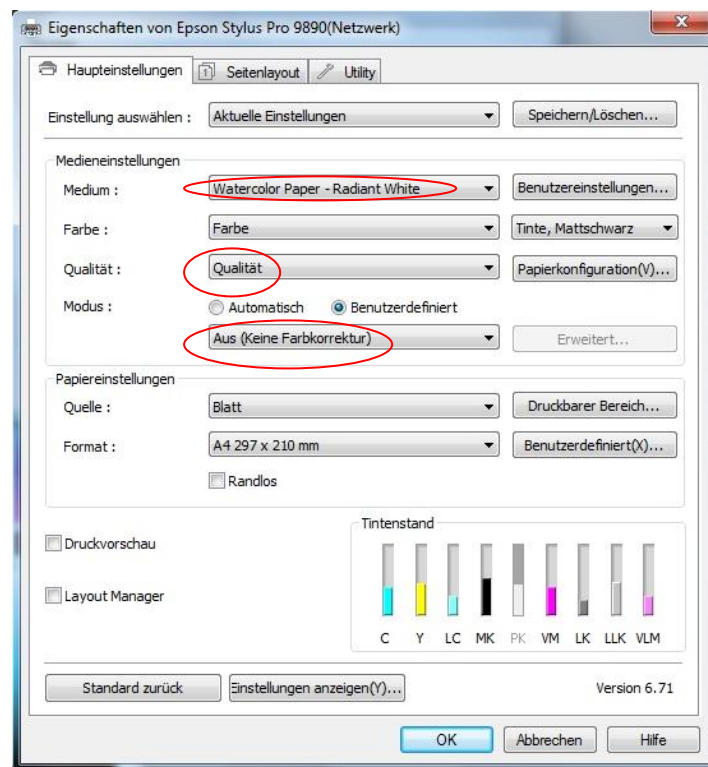 Eigenschaften von Epson Stylus Pro 9890(Netzwerk)
Haupteinstellungen 1 Seitenlayout Utility
Einstellung auswählen : Aktuelle Einstellungen Speichern/Löschen...
Medieneinstellungen
Medium : Watercolor Paper - Radiant White Benutzereinstellungen...
Farbe : Farbe Tinte, Mattschwarz
Qualität : Qualität Papierkonfiguration(V)...
Modus : Automatisch Benutzerdefiniert
Aus (Keine Farbkorrektur) Erweitert...
Papiereinstellungen
Quelle : Blatt Druckbarer Bereich...
Format : A4 297 x 210 mm Benutzerdefiniert(X)...
Randlos
Tintenstand
Druckvorschau
Layout Manager
C Y LC MK PK VM LK LLK VLM
Standard zurück Einstellungen anzeigen(Y)... Version 6.71
OK Abbrechen Hilfe